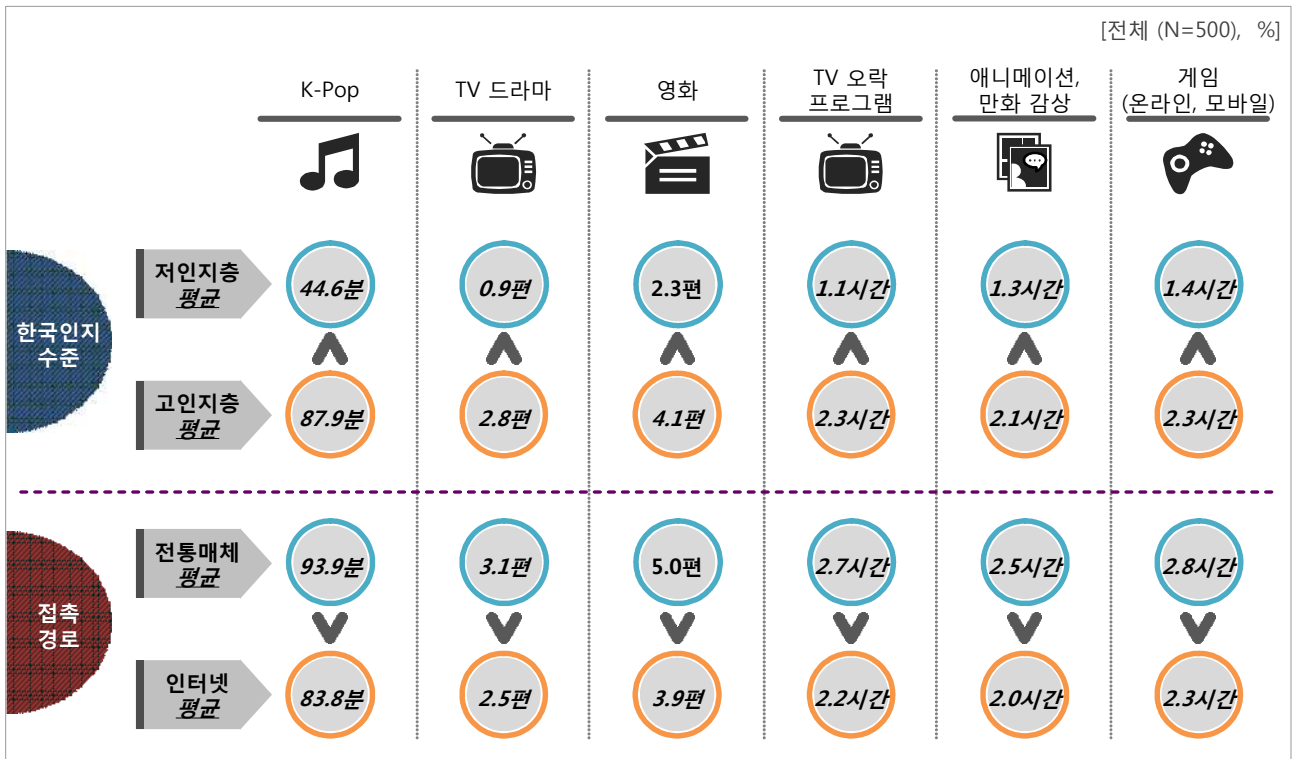 [전체 (N=500), %]
K-Pop
TV 드라마
영화
TV 오락
프로그램
애니메이션,
만화 감상
게임
(온라인, 모바일)
한국인지
수준
저인지층
평균
44.6분
0.9편
2.3편
1.1시간
1.3시간
1.4시간
고인지층
평균
87.9분
2.8편
4.1편
2.3시간
2.1시간
2.3시간
접촉
경로
전통매체
평균
93.9분
3.1편
5.0편
2.7시간
2.5시간
2.8시간
인터넷
평균
83.8분
2.5편
3.9편
2.2시간
2.0시간
2.3시간